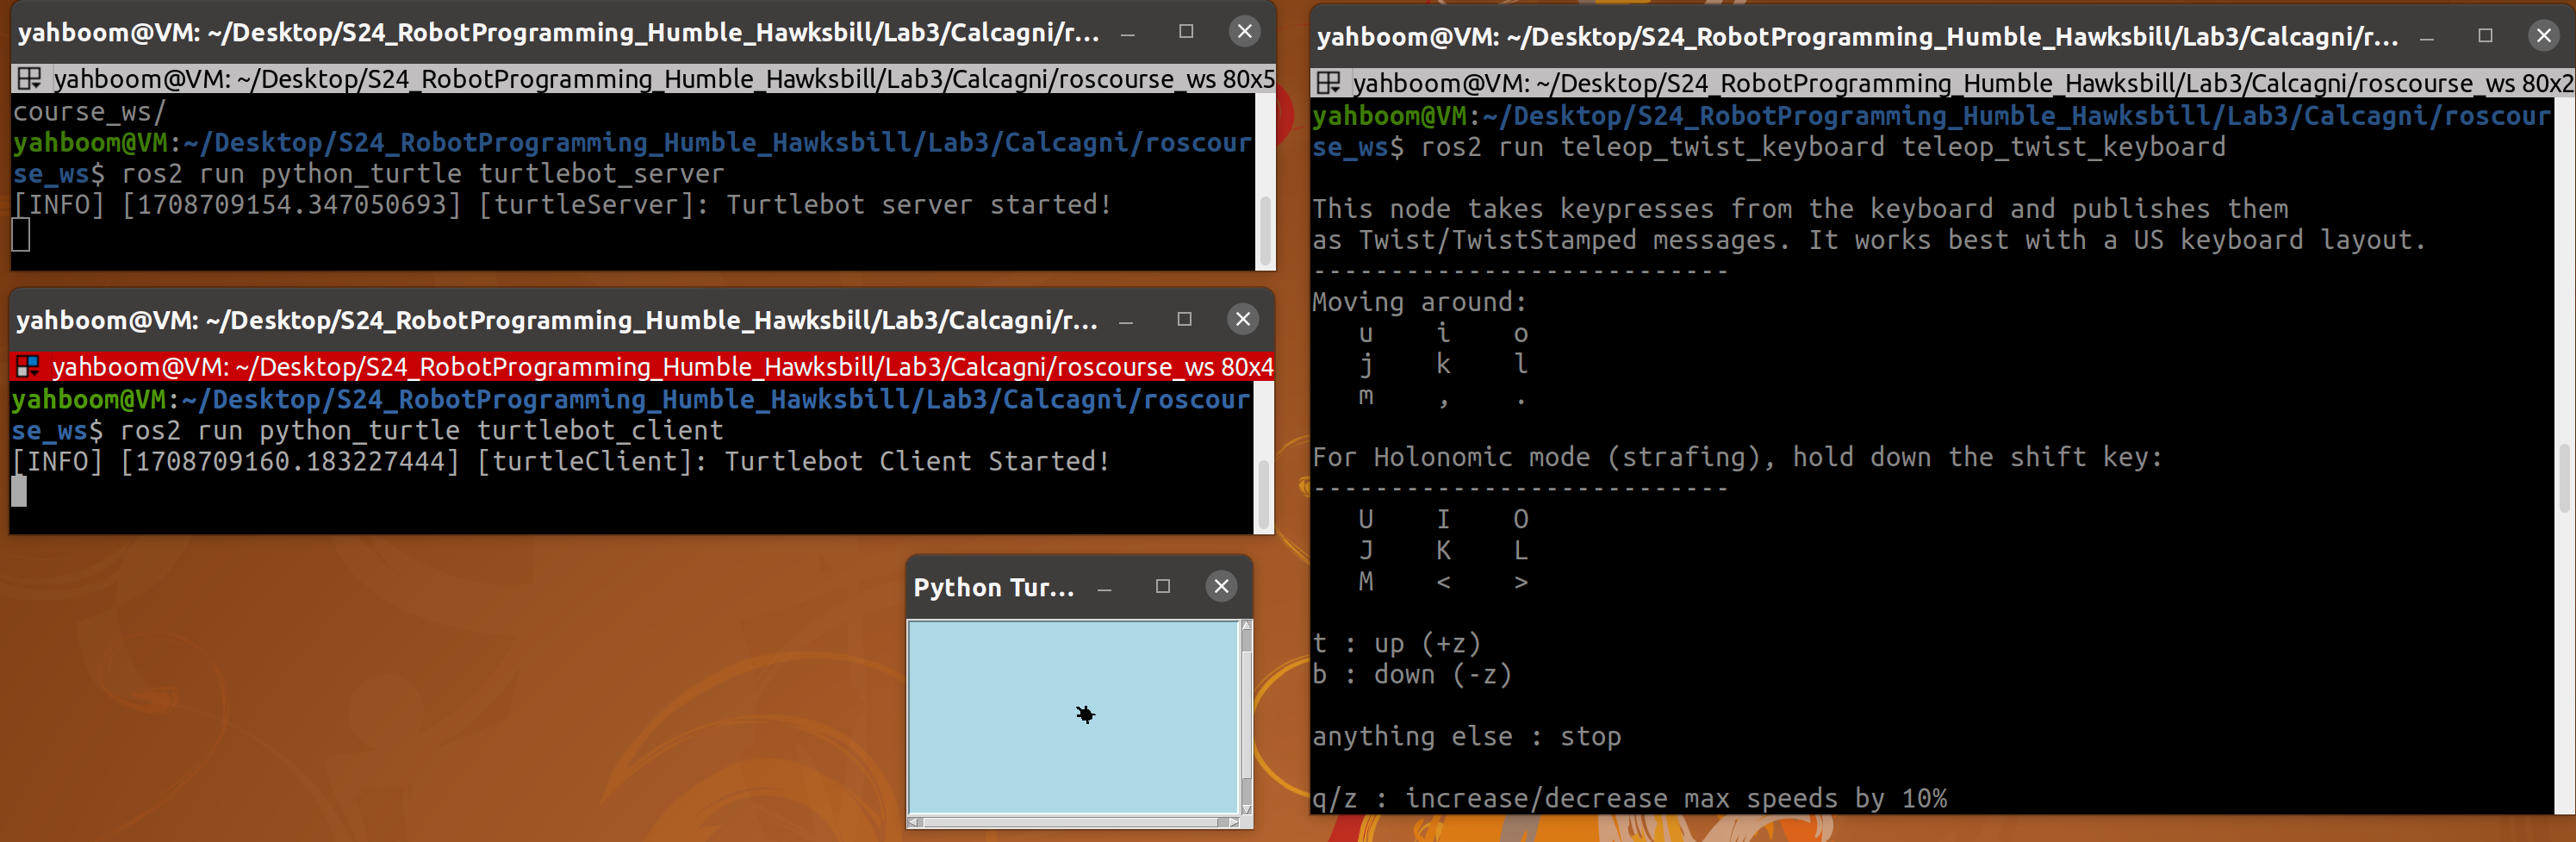 yahboom@VM: ~/Desktop/S24_RobotProgramming_Humble_Hawksbill/Lab3/Calcagni/r...
yahboom@VM: ~/Desktop/S24_RobotProgramming_Humble_Hawksbill/Lab3/Calcagni/roscourse_ws 80x5
course_ws/
yahboom@VM:~/Desktop/S24_RobotProgramming_Humble_Hawksbill/Lab3/Calcagni/roscour
se_ws$ ros2 run python_turtle turtlebot_server
[INFO] [1708709154.347050693] [turtleServer]: Turtlebot server started!
yahboom@VM: ~/Desktop/S24_RobotProgramming_Humble_Hawksbill/Lab3/Calcagni/r...
yahboom@VM: ~/Desktop/S24_RobotProgramming_Humble_Hawksbill/Lab3/Calcagni/roscourse_ws 80x4
yahboom@VM:~/Desktop/S24_RobotProgramming_Humble_Hawksbill/Lab3/Calcagni/roscour
se_ws$ ros2 run python_turtle turtlebot_client
[INFO] [1708709160.183227444] [turtleClient]: Turtlebot Client Started!
Python Tur...
yahboom@VM: ~/Desktop/S24_RobotProgramming_Humble_Hawksbill/Lab3/Calcagni/r...
yahboom@VM: ~/Desktop/S24_RobotProgramming_Humble_Hawksbill/Lab3/Calcagni/roscourse_ws 80x2
yahboom@VM:~/Desktop/S24_RobotProgramming_Humble_Hawksbill/Lab3/Calcagni/roscour
se_ws$ ros2 run teleop_twist_keyboard teleop_twist_keyboard
This node takes keypresses from the keyboard and publishes them
as Twist/TwistStamped messages. It works best with a US keyboard layout.
---------------------------
Moving around:
u i o
j k l
m , .
For Holonomic mode (strafing), hold down the shift key:
---------------------------
U I O
J K L
M < >
t : up (+z)
b : down (-z)
anything else : stop
q/z : increase/decrease max speeds by 10%